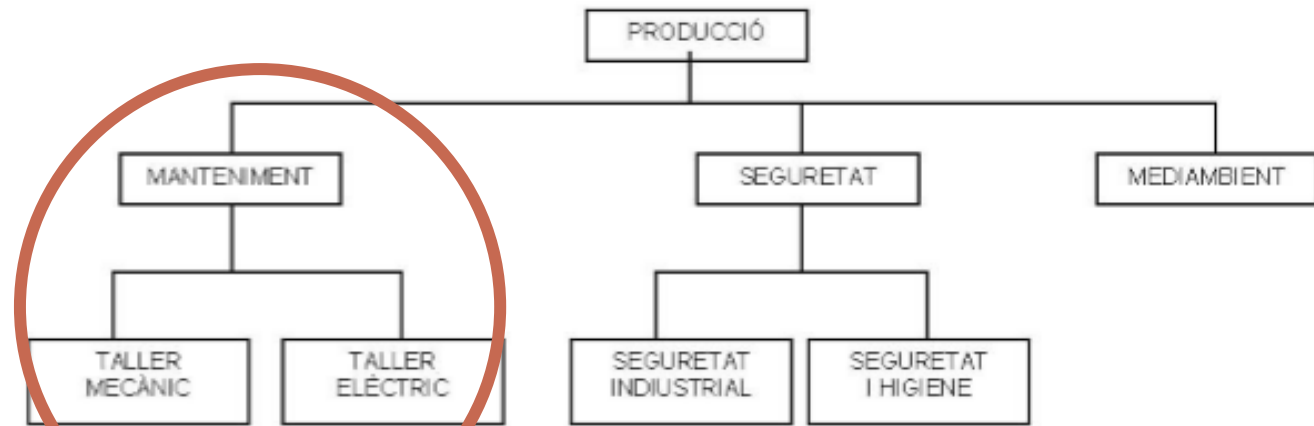 PRODUCCIÓ
MANTENIMENT
SEGURETAT
MEDIAMBIENT
TALLER
MECÀNIC
TALLER
ELÈCTRIC
SEGURETAT
INDIUSTRIAL
SEGURETAT
I HIGIENE